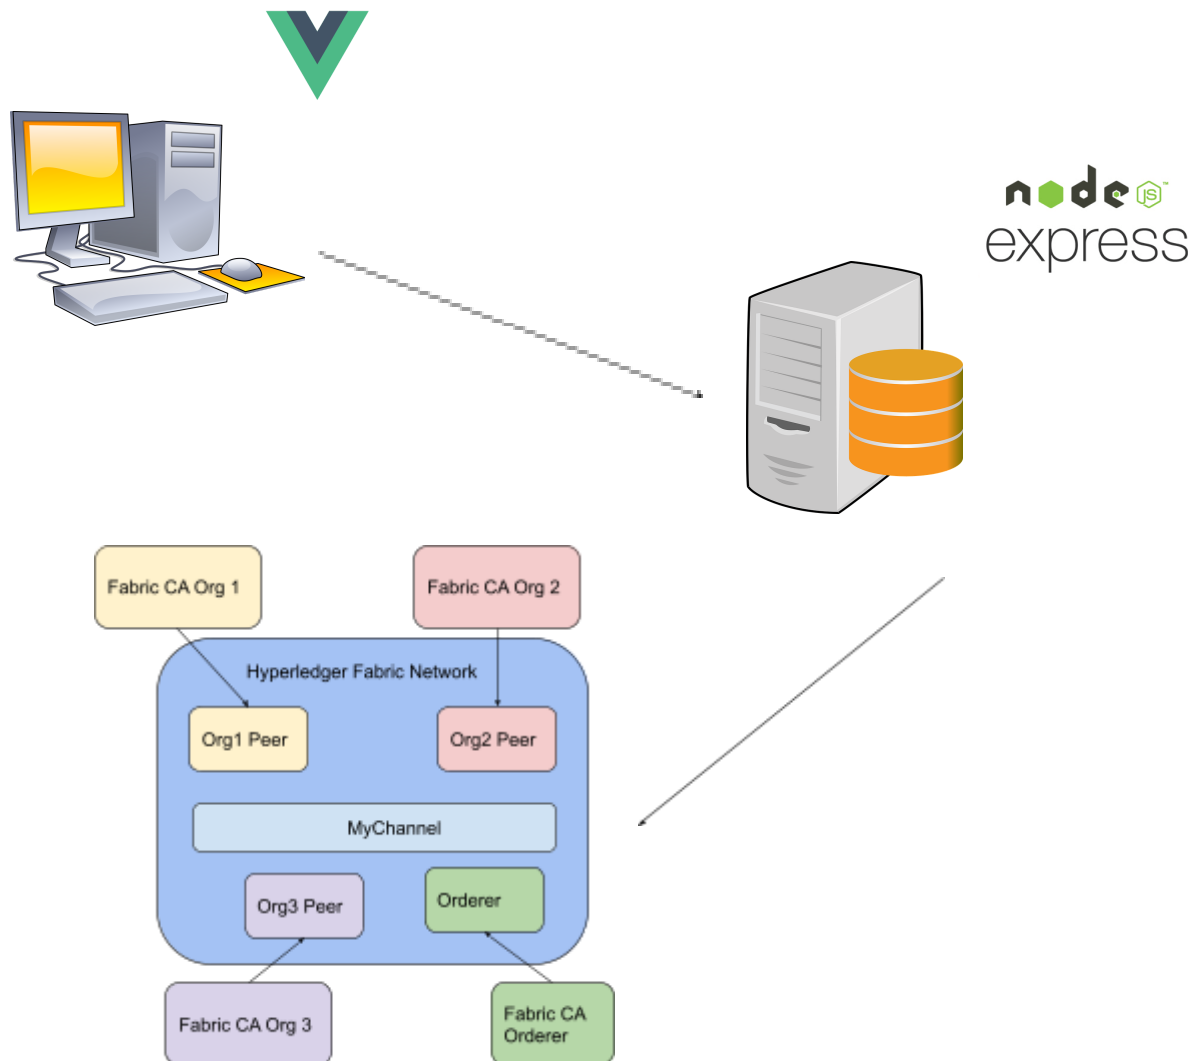 node
JS
™
express
Fabric CA Org 1
Fabric CA Org 2
Hyperledger Fabric Network
Org1 Peer
Org2 Peer
MyChannel
Org3 Peer
Orderer
Fabric CA Org 3
Fabric CA
Orderer